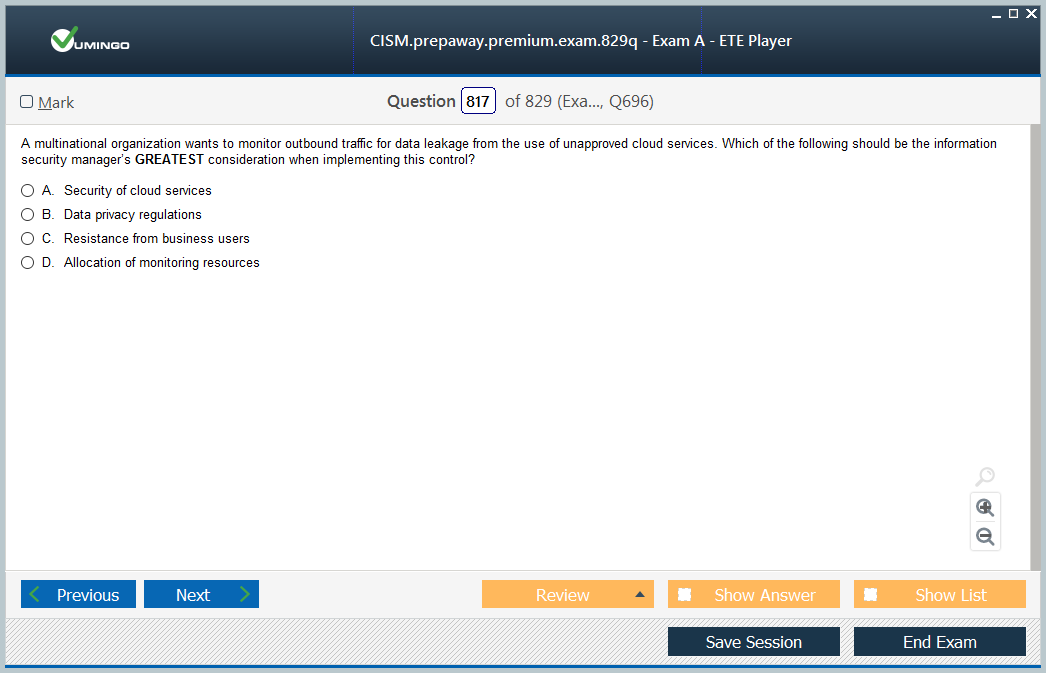 VUMINGO
CISM.prepaway.premium.exam.829q - Exam A - ETE Player
Mark
Question 817 of 829 (Exa..., Q696)
A multinational organization wants to monitor outbound traffic for data leakage from the use of unapproved cloud services. Which of the following should be the information
security manager's GREATEST consideration when implementing this control?
A. Security of cloud services
B. Data privacy regulations
C. Resistance from business users
D. Allocation of monitoring resources
Previous
Next
Review
Show Answer
Show List
Save Session
End Exam